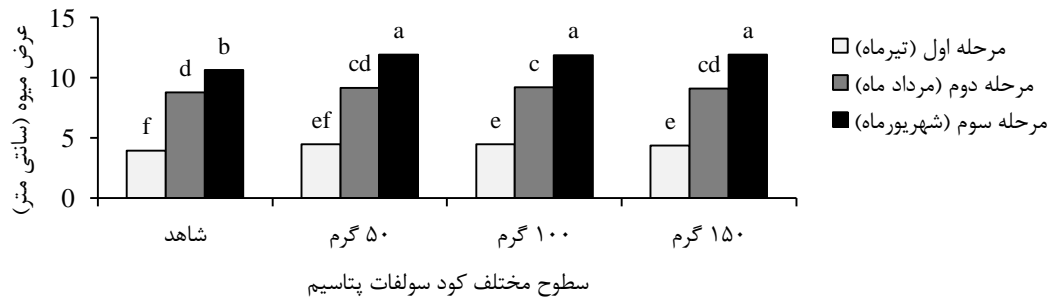 عرض میوه (سانتی متر)
15
10
5
0
f
d
b
ef
cd
a
e
c
a
e
cd
a
شاهد
۵۰ گرم
۱۰۰ گرم
۱۵۰ گرم
سطوح مختلف کود سولفات پتاسیم
مرحله اول (تیرماه)
مرحله دوم (مرداد ماه)
مرحله سوم (شهریورماه)